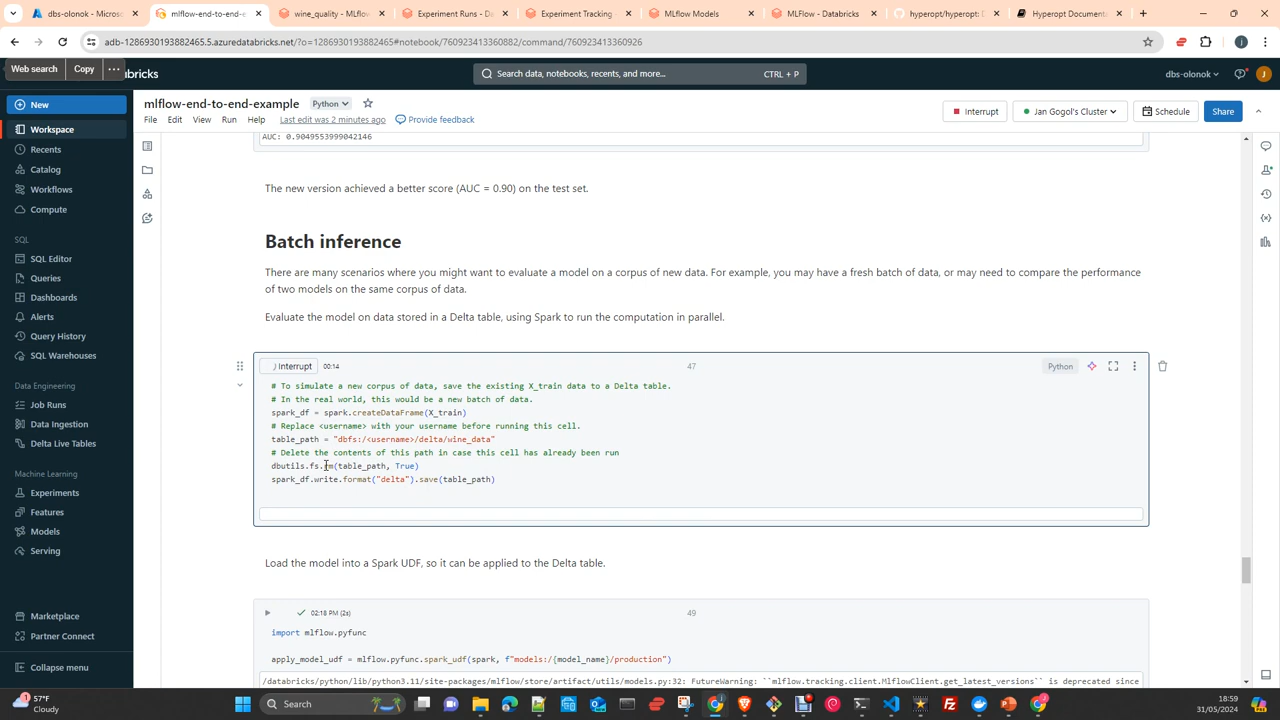 dbs-olonok - Microso
mlflow-end-to-end-e
wine_quality - MLflow
Experiment Runs - Da
Experiment Tracking
MLflow Models
MLFlow - Databricks
hyperopt/hyperopt: D
Hyperopt Documenta
adb-1286930193882465.5.azuredatabricks.net/?o=1286930193882465#notebook/760923413360882/command/760923413360926
Web search
Copy
bricks
Search data, notebooks, recents, and more...
CTRL + P
dbs-olonok
J
New
Workspace
Recents
Catalog
Workflows
Compute
SQL
SQL Editor
Queries
Dashboards
Alerts
Query History
SQL Warehouses
Data Engineering
Job Runs
Data Ingestion
Delta Live Tables
Machine Learning
Experiments
Features
Models
Serving
Marketplace
Partner Connect
Collapse menu
mlflow-end-to-end-example
Python
File Edit View Run Help Last edit was 2 minutes ago Provide feedback
Interrupt
Jan Gogol's Cluster
Schedule
Share
AUC: 0.9049553999042146
The new version achieved a better score (AUC = 0.90) on the test set.
Batch inference
There are many scenarios where you might want to evaluate a model on a corpus of new data. For example, you may have a fresh batch of data, or may need to compare the performance
of two models on the same corpus of data.
Evaluate the model on data stored in a Delta table, using Spark to run the computation in parallel.
Interrupt 00:14 47 Python
# To simulate a new corpus of data, save the existing X_train data to a Delta table.
# In the real world, this would be a new batch of data.
spark_df = spark.createDataFrame(X_train)
# Replace <username> with your username before running this cell.
table_path = "dbfs:/<username>/delta/wine_data"
# Delete the contents of this path in case this cell has already been run
dbutils.fs.rm(table_path, True)
spark_df.write.format("delta").save(table_path)
Load the model into a Spark UDF, so it can be applied to the Delta table.
02:18 PM (2s) 49
import mlflow.pyfunc
apply_model_udf = mlflow.pyfunc.spark_udf(spark, f"models:/{model_name}/production")
/databricks/python/lib/python3.11/site-packages/mlflow/store/artifact/utils/models.py:32: FutureWarning: ``mlflow.tracking.client.MlflowClient.get_latest_versions`` is deprecated since
57°F
Cloudy
Search
18:59
31/05/2024